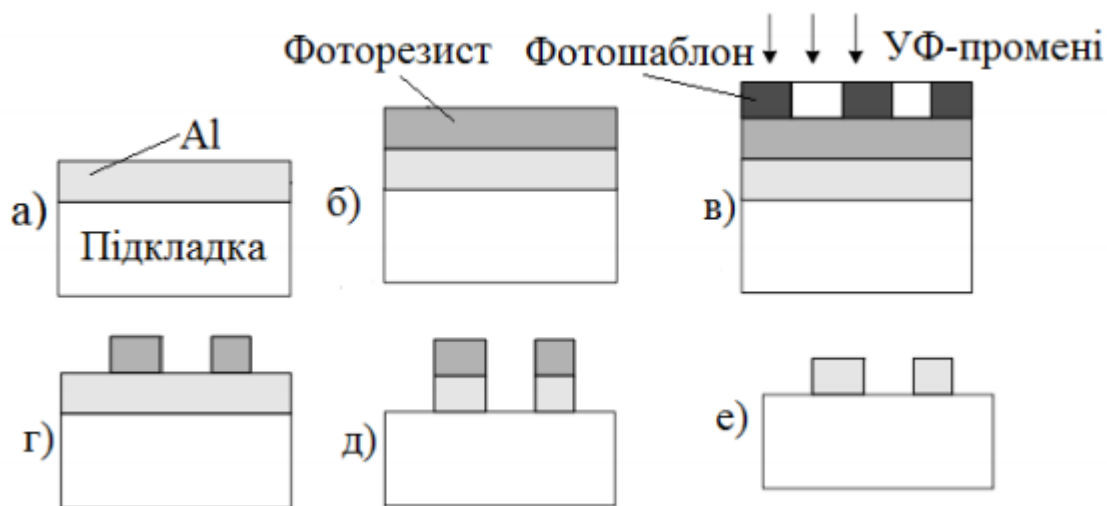 Фоторезист
Фотошаблон
УФ-промені
Al
а)
Підкладка
б)
в)
г)
д)
е)